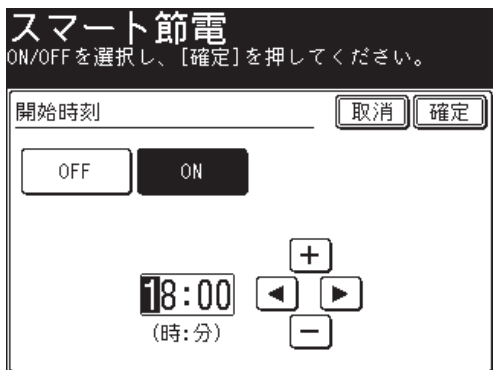 スマート節電
ON/OFFを選択し、[確定]を押してください。
開始時刻 取消 確定
OFF ON
+
18:00 ◀ ▶
(時:分) −